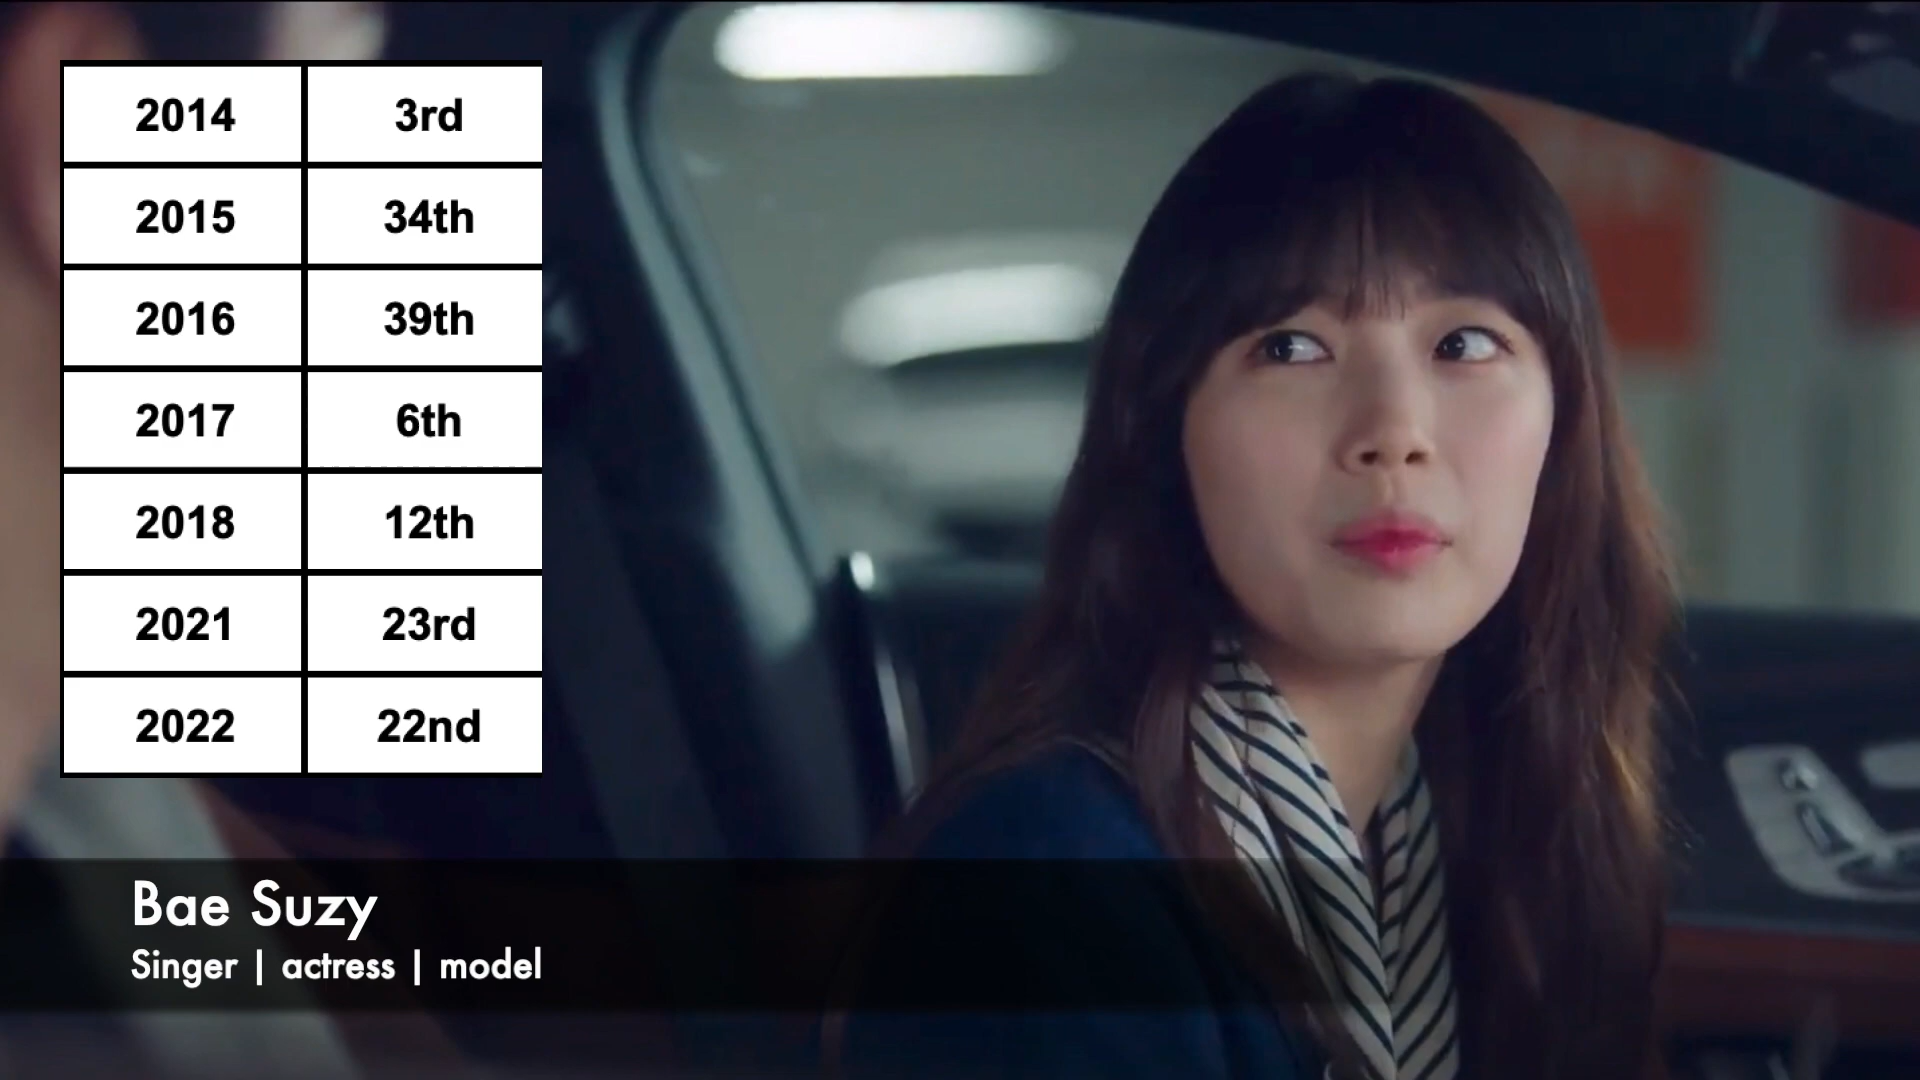 2014 3rd
2015 34th
2016 39th
2017 6th
2018 12th
2021 23rd
2022 22nd
Bae Suzy
Singer | actress | model